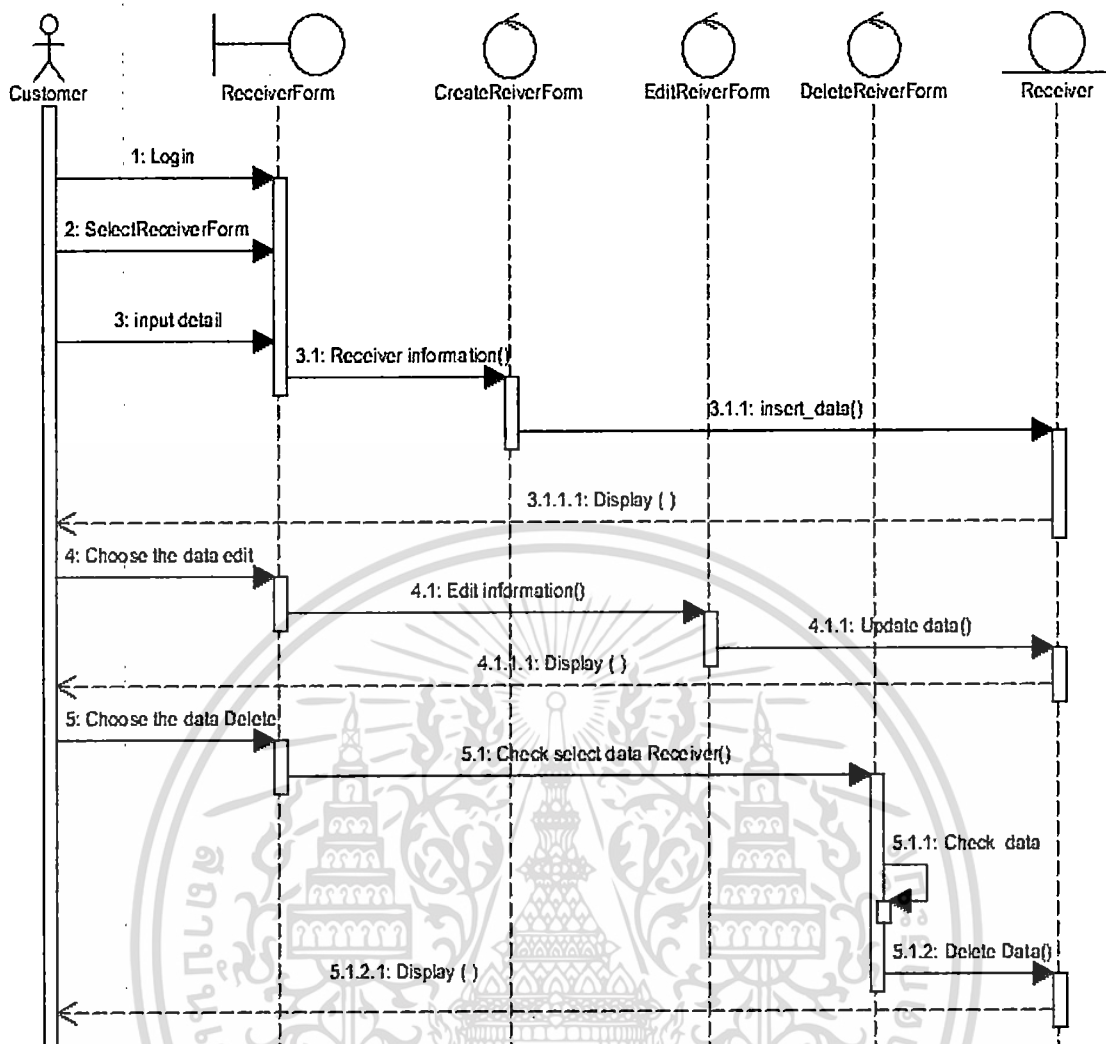 Customer
ReceiverForm
CreateReiverForm
EditReiverForm
DeleteReiverForm
Receiver
1: Login
2: SelectReceiverForm
3: input detail
3.1: Receiver information()
3.1.1: insert_data()
3.1.1.1: Display ( )
4: Choose the data edit
4.1: Edit information()
4.1.1: Update data()
4.1.1.1: Display ( )
5: Choose the data Delete
5.1: Check select data Receiver()
5.1.1: Check data
5.1.2: Delete Data()
5.1.2.1: Display ( )